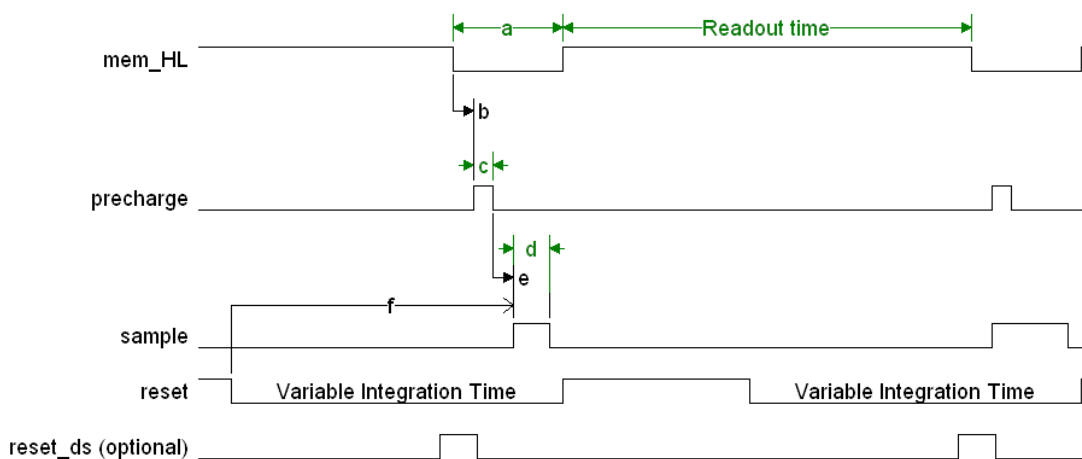 a
Readout time
mem_HL
b
c
precharge
d
e
f
sample
reset
Variable Integration Time
Variable Integration Time
reset_ds (optional)